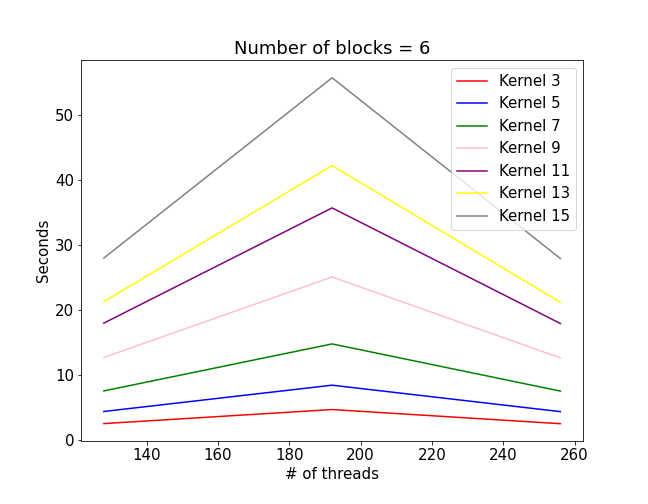 Number of blocks = 6
Kernel 3
Kernel 5
Kernel 7
Kernel 9
Kernel 11
Kernel 13
Kernel 15
Seconds
50
40
30
20
10
0
140 160 180 200 220 240 260
# of threads